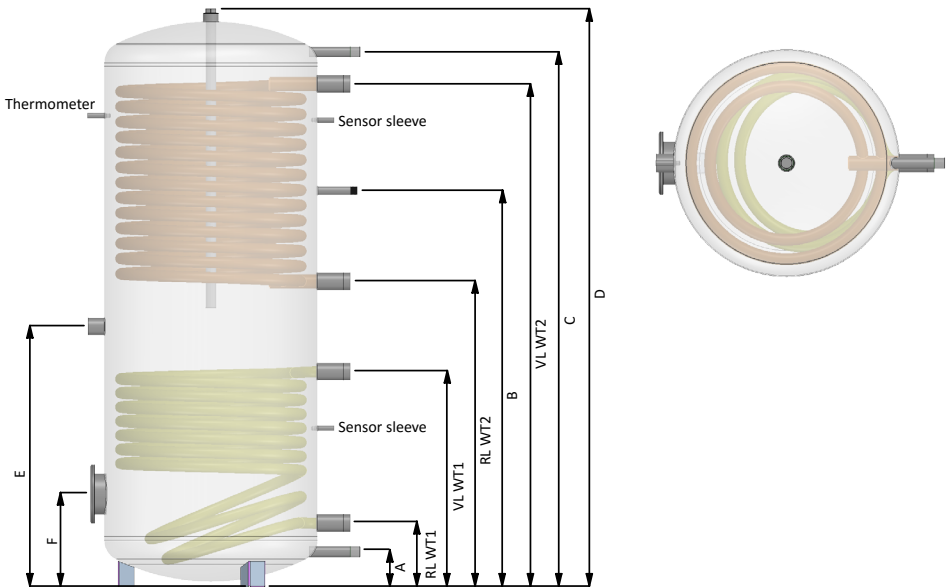 Thermometer
Sensor sleeve
Sensor sleeve
E
F
A
RL WT1
VL WT1
RL WT2
B
VL WT2
C
D